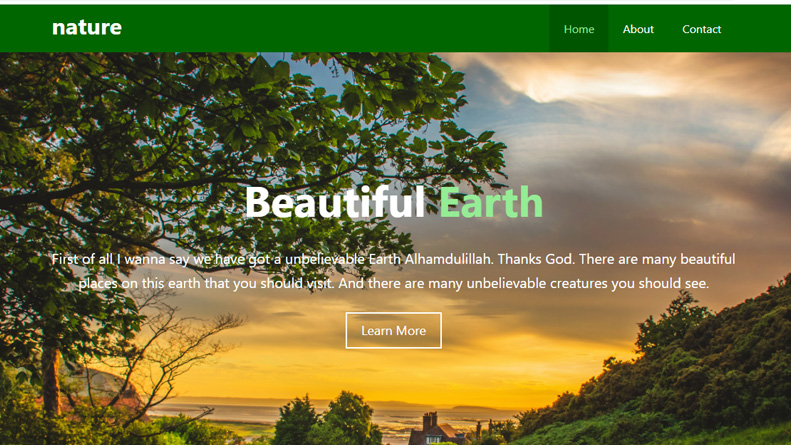 nature
Home About Contact
Beautiful Earth
First of all I wanna say we have got a unbelievable Earth Alhamdulillah. Thanks God. There are many beautiful
places on this earth that you should visit. And there are many unbelievable creatures you should see.
Learn More